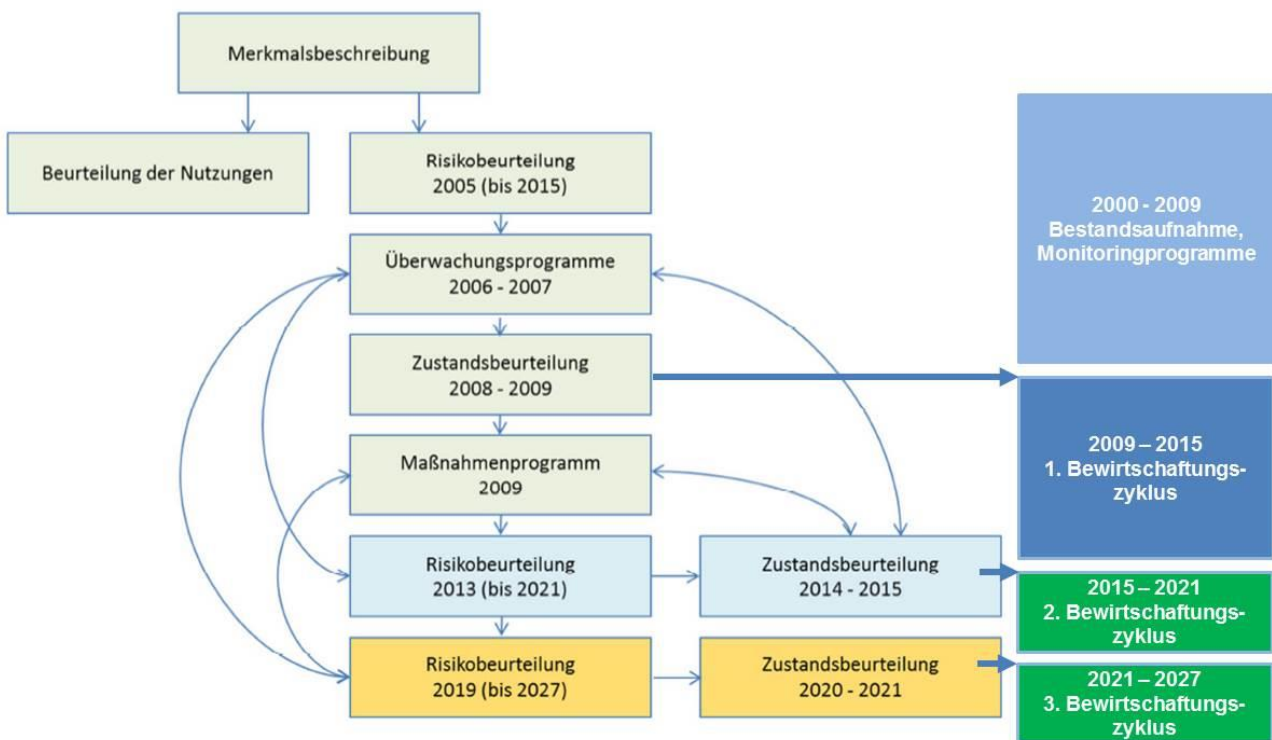 Merkmalsbeschreibung
Beurteilung der Nutzungen
Risikobeurteilung
2005 (bis 2015)
Überwachungsprogramme
2006 - 2007
Zustandsbeurteilung
2008 - 2009
Maßnahmenprogramm
2009
Risikobeurteilung
2013 (bis 2021)
Zustandsbeurteilung
2014 - 2015
Risikobeurteilung
2019 (bis 2027)
Zustandsbeurteilung
2020 - 2021
2000 - 2009
Bestandsaufnahme,
Monitoringprogramme
2009 – 2015
1. Bewirtschaftungs-
zyklus
2015 – 2021
2. Bewirtschaftungs-
zyklus
2021 – 2027
3. Bewirtschaftungs-
zyklus